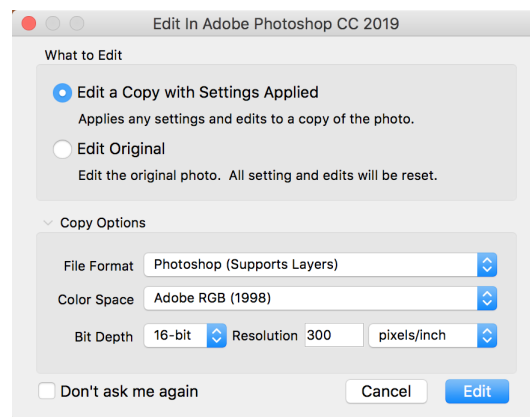 Edit In Adobe Photoshop CC 2019
What to Edit
Edit a Copy with Settings Applied
Applies any settings and edits to a copy of the photo.
Edit Original
Edit the original photo.  All setting and edits will be reset.
Copy Options
File Format Photoshop (Supports Layers)
Color Space Adobe RGB (1998)
Bit Depth 16-bit Resolution 300 pixels/inch
Don't ask me again Cancel Edit